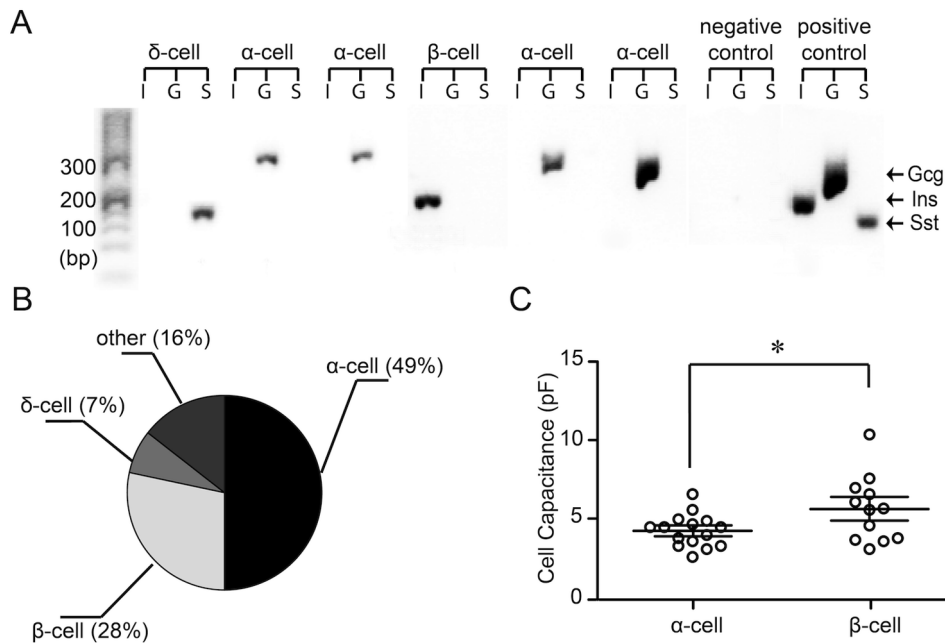 A
δ-cell α-cell α-cell β-cell α-cell α-cell negative control positive control
I G S I G S I G S I G S I G S I G S I G S I G S
300
200
100
(bp)
← Gcg
← Ins
← Sst
B
other (16%)
α-cell (49%)
δ-cell (7%)
β-cell (28%)
C
Cell Capacitance (pF)
15
10
5
0
*
α-cell β-cell